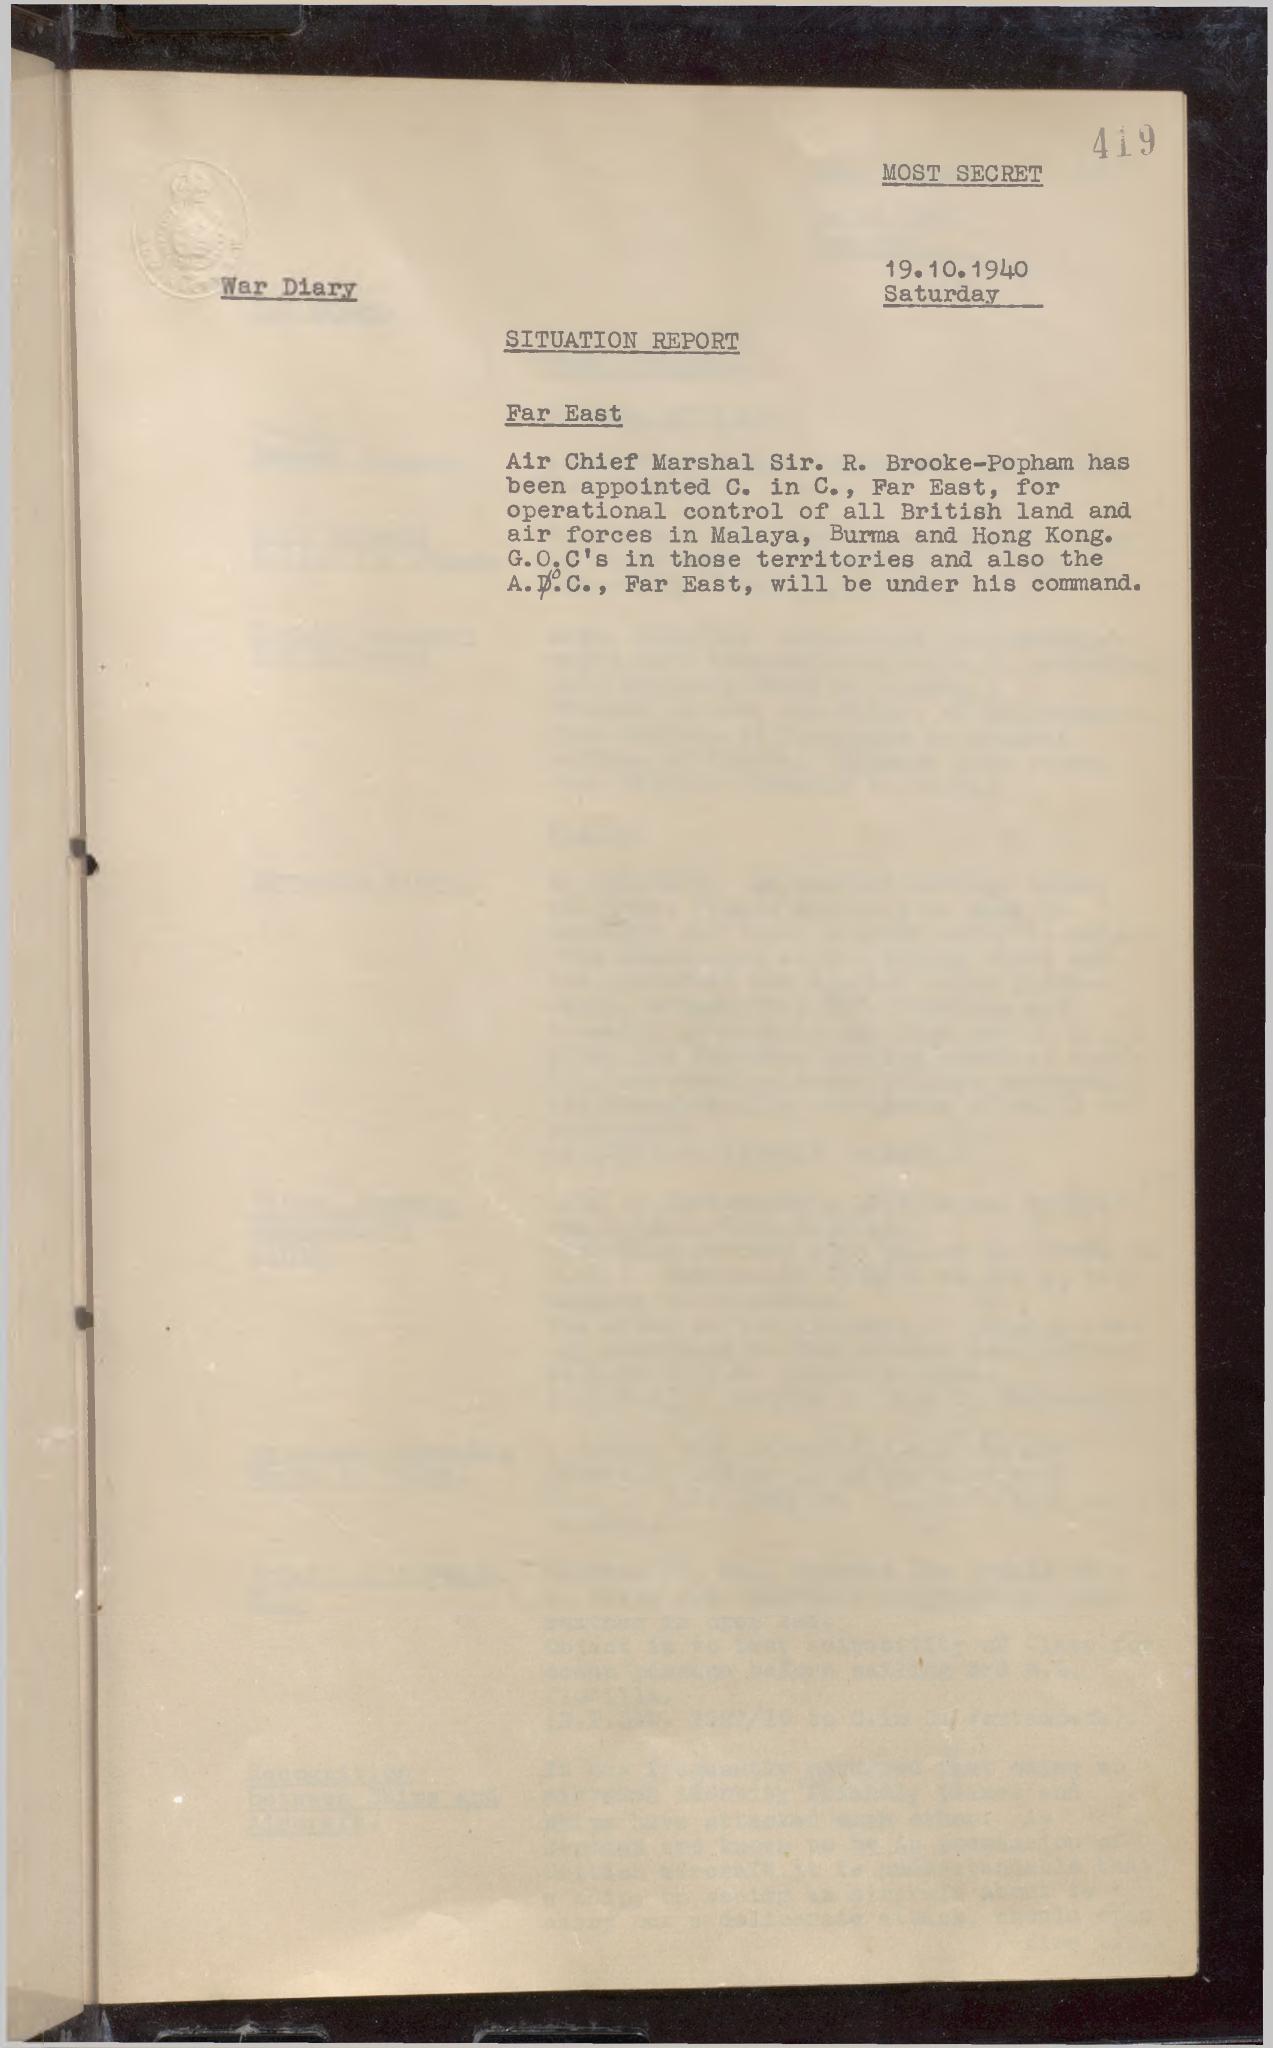 419
MOST SECRET
War Diary
19.10.1940
Saturday
SITUATION REPORT
Far East
Air Chief Marshal Sir. R. Brooke-Popham has
been appointed C. in C., Far East, for
operational control of all British land and
air forces in Malaya, Burma and Hong Kong.
G.O.C's in those territories and also the
A.O.C., Far East, will be under his command.